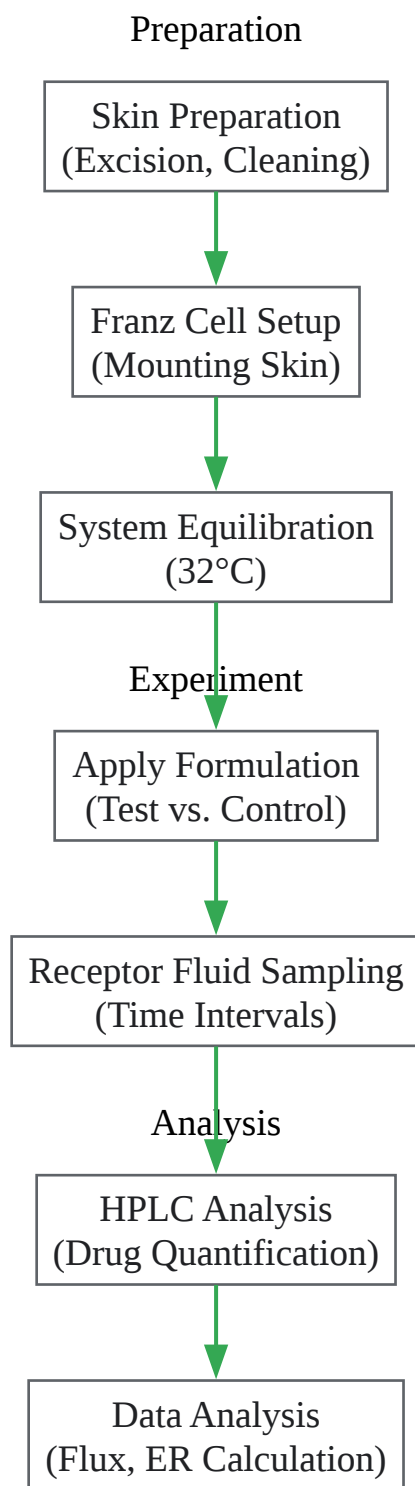 Preparation
Skin Preparation
(Excision, Cleaning)
Franz Cell Setup
(Mounting Skin)
System Equilibration
(32°C)
Experiment
Apply Formulation
(Test vs. Control)
Receptor Fluid Sampling
(Time Intervals)
Analysis
HPLC Analysis
(Drug Quantification)
Data Analysis
(Flux, ER Calculation)